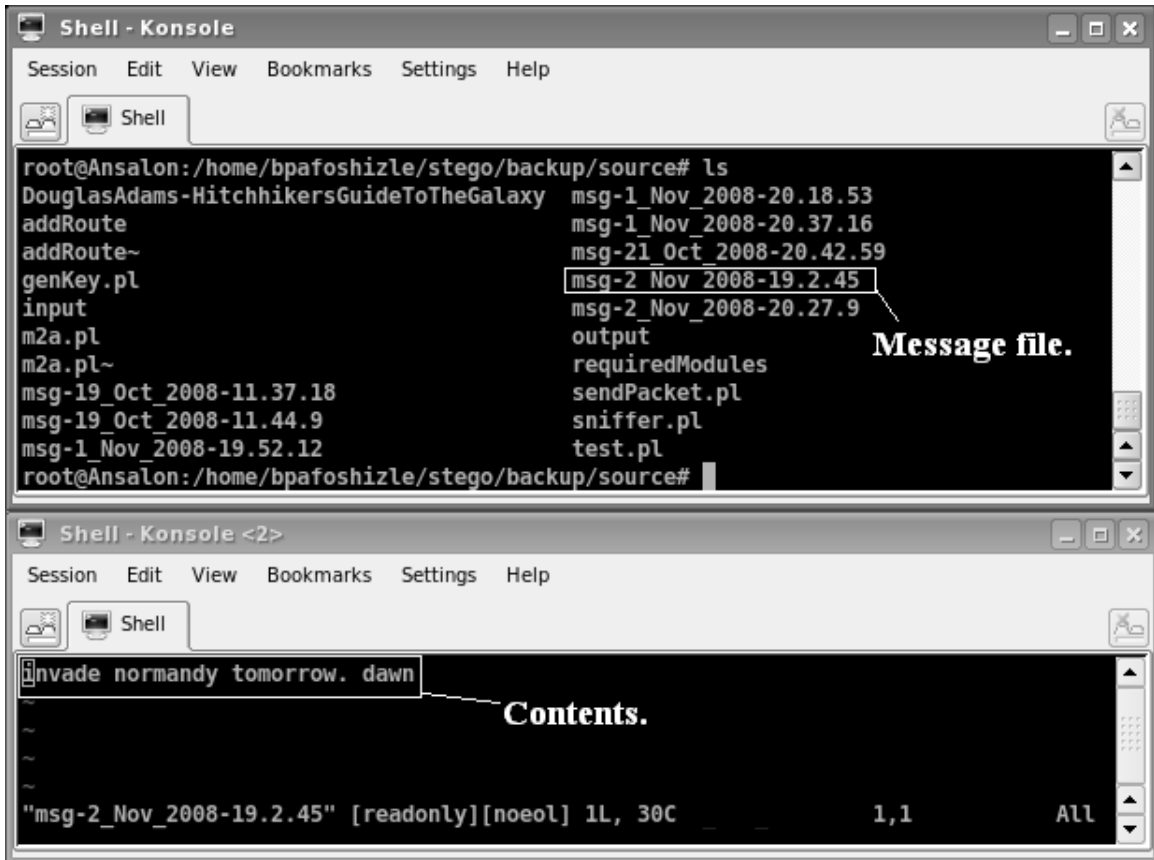 Shell - Konsole
Session Edit View Bookmarks Settings Help
Shell
root@Ansalon:/home/bpafoshizle/stego/backup/source# ls
DouglasAdams-HitchhikersGuideToTheGalaxy msg-1_Nov_2008-20.18.53
addRoute msg-1_Nov_2008-20.37.16
addRoute~ msg-21_Oct_2008-20.42.59
genKey.pl msg-2 Nov 2008-19.2.45
input msg-2_Nov_2008-20.27.9
m2a.pl output
Message file.
m2a.pl~ requiredModules
msg-19_Oct_2008-11.37.18 sendPacket.pl
msg-19_Oct_2008-11.44.9 sniffer.pl
msg-1_Nov_2008-19.52.12 test.pl
root@Ansalon:/home/bpafoshizle/stego/backup/source#
Shell - Konsole <2>
Session Edit View Bookmarks Settings Help
Shell
invade normandy tomorrow. dawn
Contents.
~
~
~
~
"msg-2_Nov_2008-19.2.45" [readonly][noeol] 1L, 30C 1,1 All